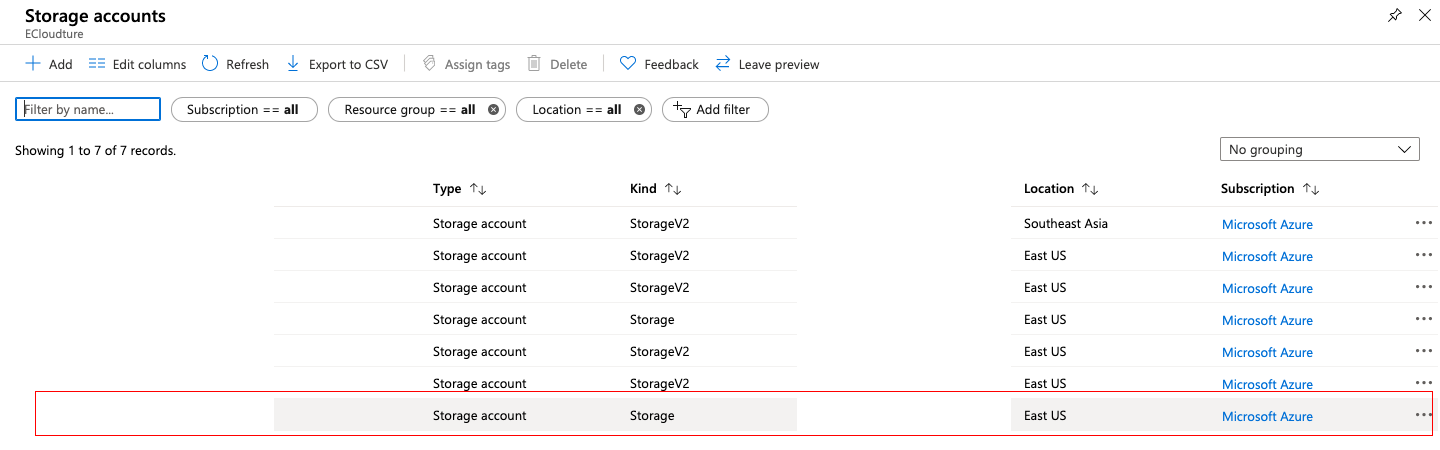 Storage accounts
ECloudture
Add Edit columns Refresh Export to CSV Assign tags Delete Feedback Leave preview
Filter by name... Subscription == all Resource group == all Location == all Add filter
Showing 1 to 7 of 7 records. No grouping
Type Kind Location Subscription
Storage account StorageV2 Southeast Asia Microsoft Azure
Storage account StorageV2 East US Microsoft Azure
Storage account StorageV2 East US Microsoft Azure
Storage account Storage East US Microsoft Azure
Storage account StorageV2 East US Microsoft Azure
Storage account StorageV2 East US Microsoft Azure
Storage account Storage East US Microsoft Azure